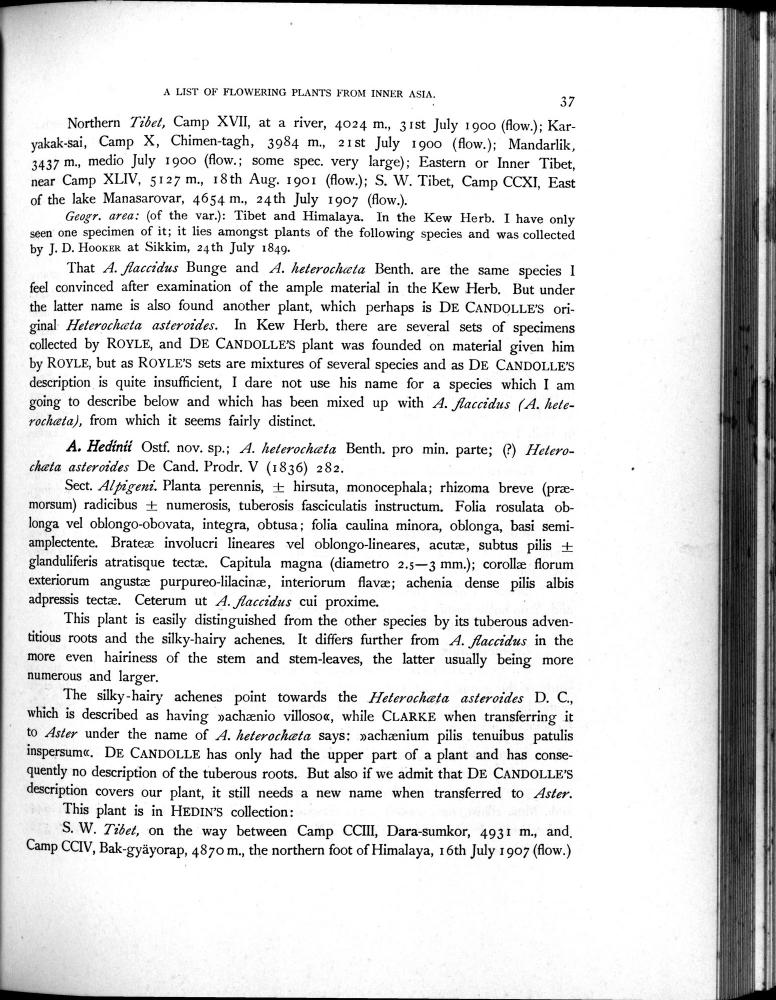 A LIST OF FLOWERING PLANTS FROM INNER ASIA.
37
Northern Tibet, Camp XVII, at a river, 4024 m., 31st July 1900 (flow.); Kar-
yakak-sai, Camp X, Chimen-tagh, 3984 m., 21st July 1900 (flow.); Mandarlik,
3437 m., medio July 1900 (flow.; some spec. very large); Eastern or Inner Tibet,
near Camp XLIV, 5127 m., 18th Aug. 1901 (flow.); S. W. Tibet, Camp CCXI, East
of the lake Manasarovar, 4654 m., 24th July 1907 (flow.).
Geogr. area: (of the var.): Tibet and Himalaya. In the Kew Herb. I have only
seen one specimen of it; it lies amongst plants of the following species and was collected
by J. D. HOOKER at Sikkim, 24th July 1849.
That A. flaccidus Bunge and A. heterochæta Benth. are the same species I
feel convinced after examination of the ample material in the Kew Herb. But under
the latter name is also found another plant, which perhaps is DE CANDOLLE'S ori-
ginal Heterochæta asteroides. In Kew Herb. there are several sets of specimens
collected by ROYLE, and DE CANDOLLE'S plant was founded on material given him
by ROYLE, but as ROYLE'S sets are mixtures of several species and as DE CANDOLLE'S
description is quite insufficient, I dare not use his name for a species which I am
going to describe below and which has been mixed up with A. flaccidus (A. hete-
rochæta), from which it seems fairly distinct.
A. Hedinii Ostf. nov. sp.; A. heterochæta Benth. pro min. parte; (?) Hetero-
chæta asteroides De Cand. Prodr. V (1836) 282.
Sect. Alpigeni. Planta perennis, ± hirsuta, monocephala; rhizoma breve (præ-
morsum) radicibus ± numerosis, tuberosis fasciculatis instructum. Folia rosulata ob-
longa vel oblongo-obovata, integra, obtusa; folia caulina minora, oblonga, basi semi-
amplectente. Brateæ involucri lineares vel oblongo-lineares, acutæ, subtus pilis ±
glanduliferis atratisque tectæ. Capitula magna (diametro 2,5—3 mm.); corollæ florum
exteriorum angustæ purpureo-lilacinæ, interiorum flavæ; achenia dense pilis albis
adpressis tectæ. Ceterum ut A. flaccidus cui proxime.
This plant is easily distinguished from the other species by its tuberous adven-
titious roots and the silky-hairy achenes. It differs further from A. flaccidus in the
more even hairiness of the stem and stem-leaves, the latter usually being more
numerous and larger.
The silky-hairy achenes point towards the Heterochæta asteroides D. C.,
which is described as having »achænio villoso«, while CLARKE when transferring it
to Aster under the name of A. heterochæta says: »achænium pilis tenuibus patulis
inspersum«. DE CANDOLLE has only had the upper part of a plant and has conse-
quently no description of the tuberous roots. But also if we admit that DE CANDOLLE'S
description covers our plant, it still needs a new name when transferred to Aster.
This plant is in HEDIN'S collection:
S. W. Tibet, on the way between Camp CCIII, Dara-sumkor, 4931 m., and
Camp CCIV, Bak-gyäyorap, 4870 m., the northern foot of Himalaya, 16th July 1907 (flow.)